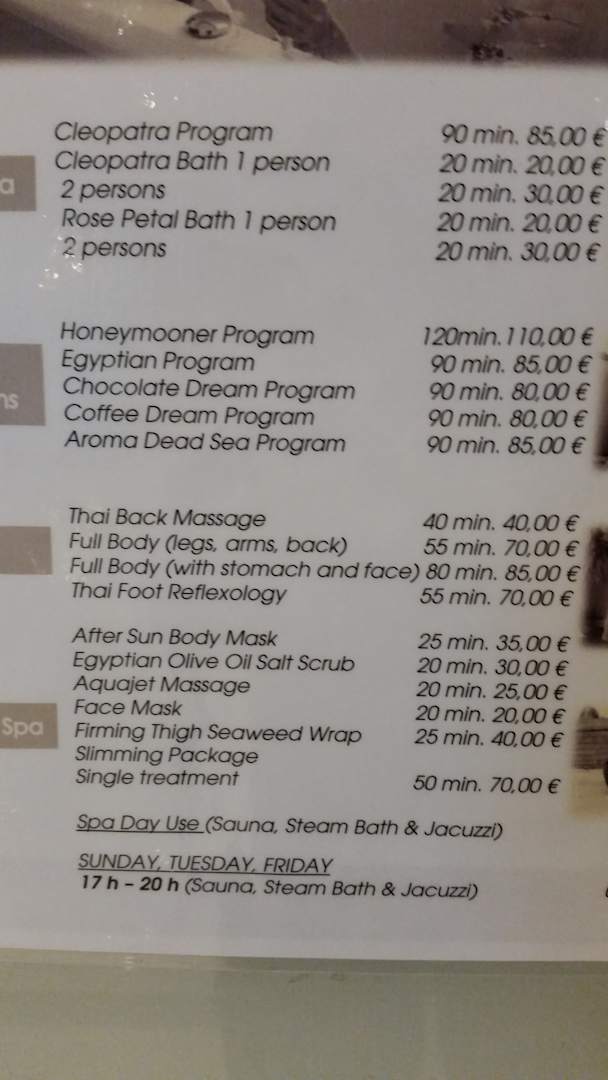 Cleopatra Program 90 min. 85,00 €
Cleopatra Bath 1 person 20 min. 20,00 €
a
2 persons 20 min. 30,00 €
Rose Petal Bath 1 person 20 min. 20,00 €
2 persons 20 min. 30,00 €
Honeymooner Program 120min. 110,00 €
Egyptian Program 90 min. 85,00 €
Chocolate Dream Program 90 min. 80,00 €
ns
Coffee Dream Program 90 min. 80,00 €
Aroma Dead Sea Program 90 min. 85,00 €
Thai Back Massage 40 min. 40,00 €
Full Body (legs, arms, back) 55 min. 70,00 €
Full Body (with stomach and face) 80 min. 85,00 €
Thai Foot Reflexology 55 min. 70,00 €
After Sun Body Mask 25 min. 35,00 €
Egyptian Olive Oil Salt Scrub 20 min. 30,00 €
Aquajet Massage 20 min. 25,00 €
Face Mask 20 min. 20,00 €
Spa
Firming Thigh Seaweed Wrap 25 min. 40,00 €
Slimming Package
Single treatment 50 min. 70,00 €
Spa Day Use (Sauna, Steam Bath & Jacuzzi)
SUNDAY, TUESDAY, FRIDAY
17 h – 20 h (Sauna, Steam Bath & Jacuzzi)